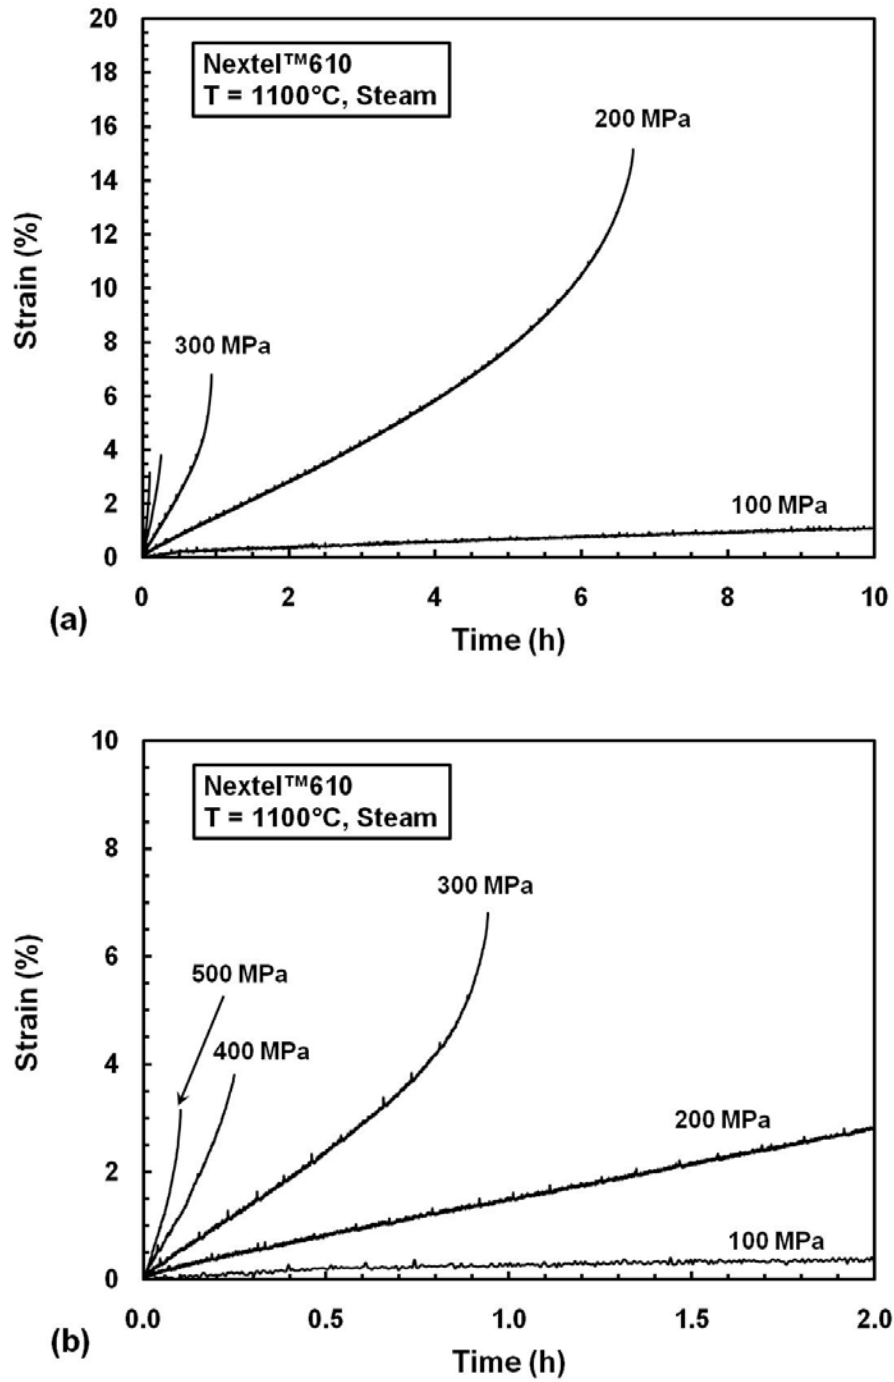 20
18
16
14
12
10
8
6
4
2
0
Strain (%)
Nextel™610
T = 1100°C, Steam
200 MPa
300 MPa
100 MPa
0 2 4 6 8 10
Time (h)
(a)
10
8
6
4
2
0
Strain (%)
Nextel™610
T = 1100°C, Steam
300 MPa
500 MPa
400 MPa
200 MPa
100 MPa
0.0 0.5 1.0 1.5 2.0
Time (h)
(b)